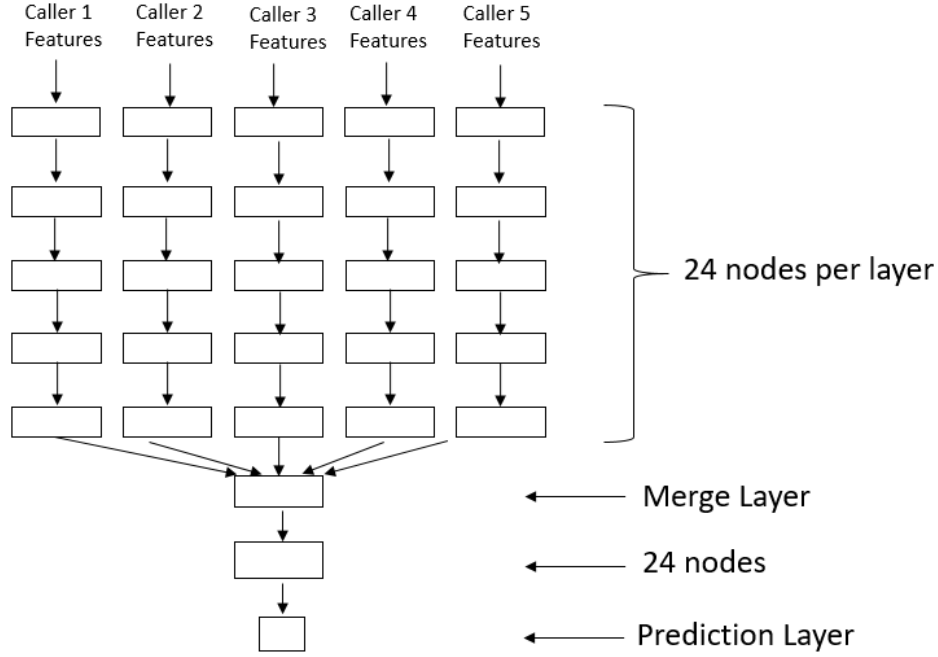 Caller 1
Features
Caller 2
Features
Caller 3
Features
Caller 4
Features
Caller 5
Features
24 nodes per layer
Merge Layer
24 nodes
Prediction Layer